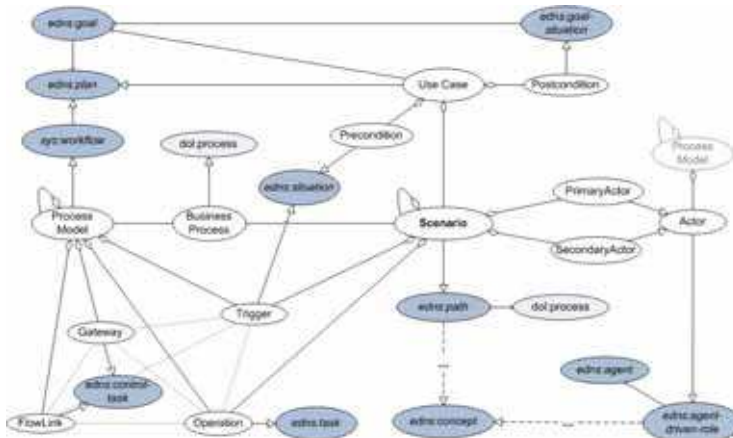 edns:goal
edns:goal-
situation
edns:plan
Use Case
Postcondition
Precondition
dol:process
Process
Model
edns:situation
PrimaryActor
Process
Model
Business
Process
Scenario
Actor
SecondaryActor
Trigger
edns:path
dol:process
Gateway
edns:control-
task
edns:agent
FlowLink
Operation
edns:task
edns:concept
...
...
edns:agent-
driven-role